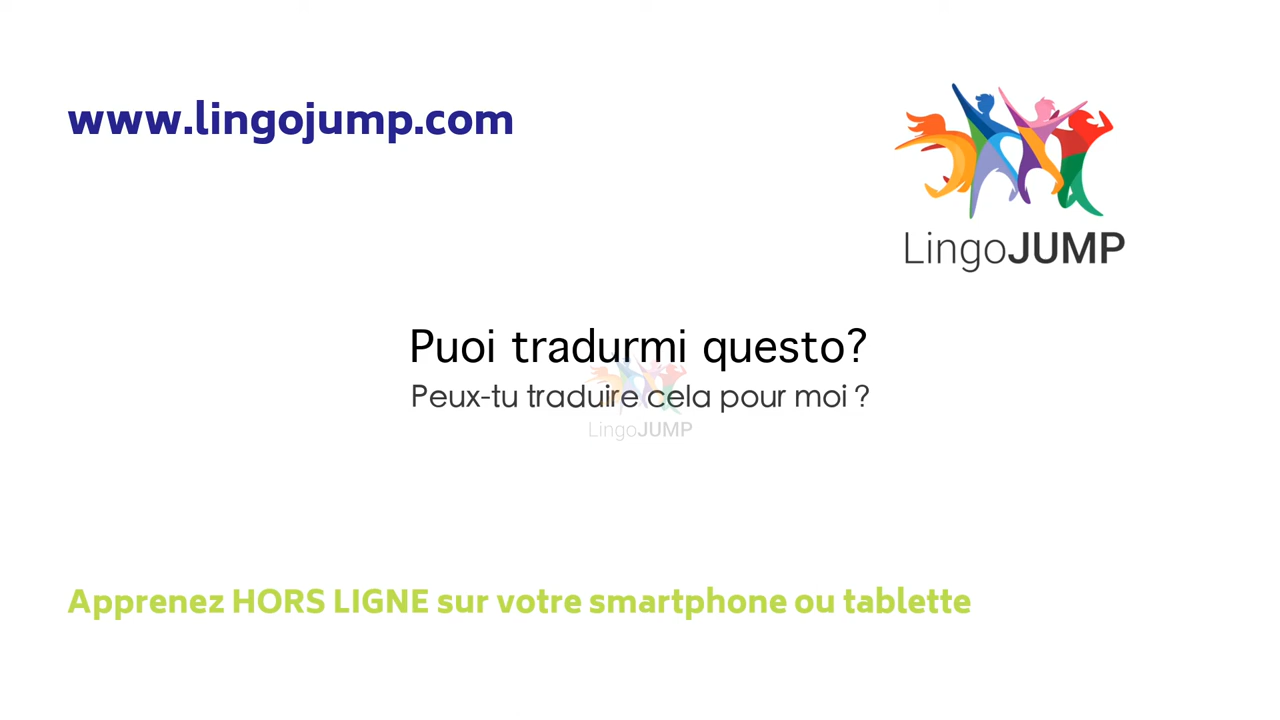 www.lingojump.com
LingoJUMP
Puoi tradurmi questo?
Peux-tu traduire cela pour moi ?
LingoJUMP
Apprenez HORS LIGNE sur votre smartphone ou tablette